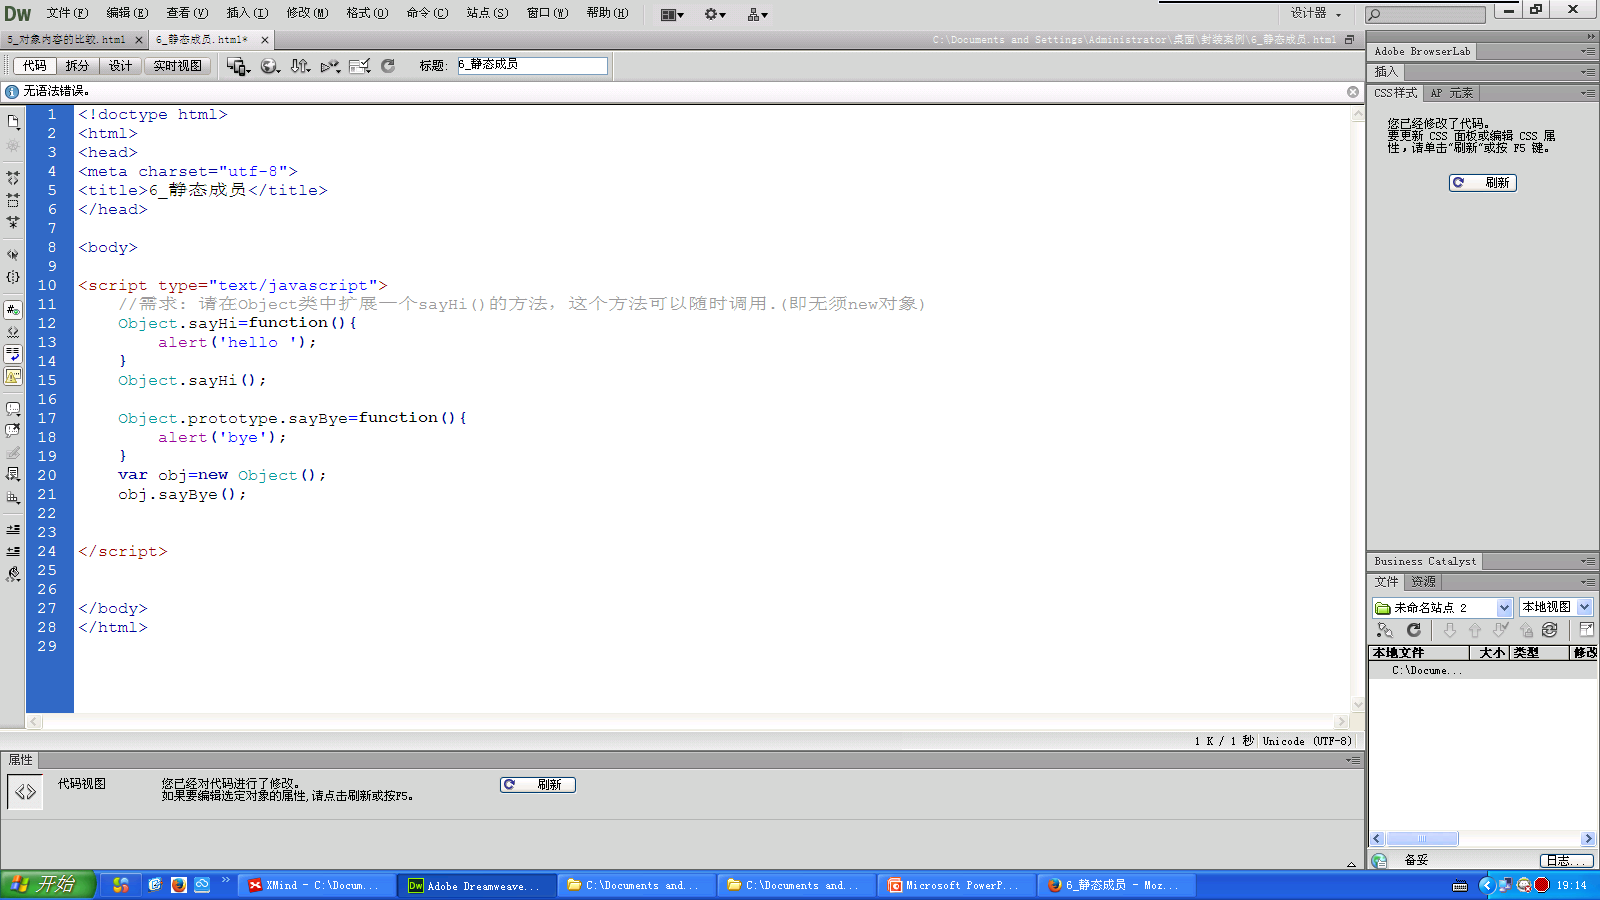 Dw 文件(F) 编辑(E) 查看(V) 插入(I) 修改(M) 格式(O) 命令(C) 站点(S) 窗口(W) 帮助(H) 设计器
5_对象内容的比较.html × 6_静态成员.html* × C:\Documents and Settings\Administrator\桌面\封装案例\6_静态成员.html
代码 拆分 设计 实时视图 标题: 6_静态成员
无语法错误。
1 <!doctype html>
2 <html>
3 <head>
4 <meta charset="utf-8">
5 <title>6_静态成员</title>
6 </head>
7
8 <body>
9
10 <script type="text/javascript">
11 //需求: 请在Object类中扩展一个sayHi()的方法，这个方法可以随时调用.(即无须new对象)
12 Object.sayHi=function(){
13 alert('hello ');
14 }
15 Object.sayHi();
16
17 Object.prototype.sayBye=function(){
18 alert('bye');
19 }
20 var obj=new Object();
21 obj.sayBye();
22
23
24 </script>
25
26
27 </body>
28 </html>
29
1 K / 1 秒 Unicode (UTF-8)
属性
代码视图
您已经对代码进行了修改。
如果要编辑选定对象的属性,请点击刷新或按F5。
刷新
Adobe BrowserLab
插入
CSS样式 AP 元素
您已经修改了代码。
要更新 CSS 面板或编辑 CSS 属
性，请单击“刷新”或按 F5 键。
刷新
Business Catalyst
文件 资源
未命名站点 2 本地视图
本地文件 大小 类型 修改
C:\Docume...
备妥 日志...
开始 XMind - C:\Docum... Adobe Dreamweave... C:\Documents and... C:\Documents and... Microsoft PowerP... 6_静态成员 - Moz... 19:14